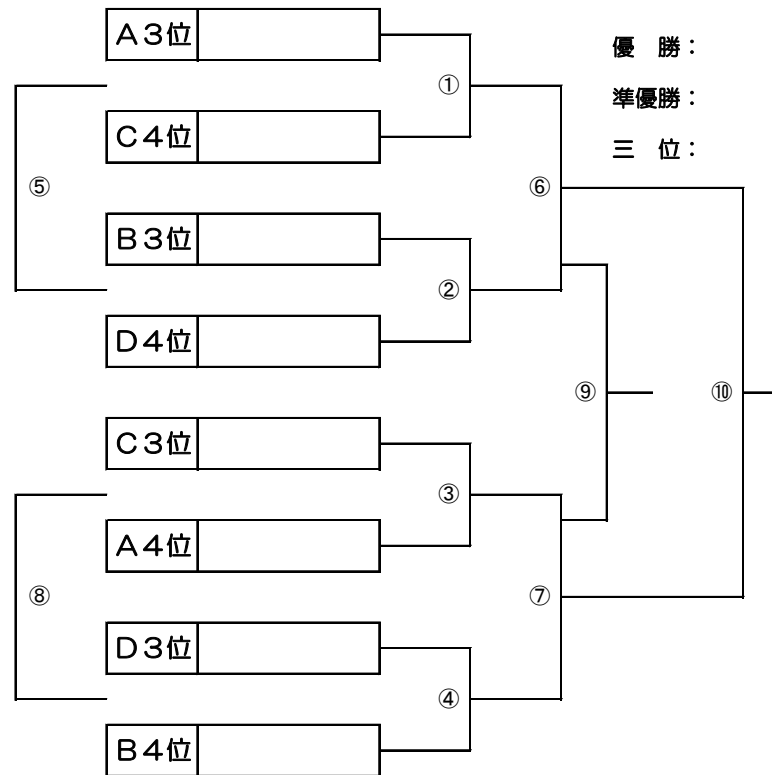 A3位
優　勝：
①
準優勝：
C4位
三　位：
⑤
⑥
B3位
②
D4位
⑨
⑩
C3位
③
A4位
⑧
⑦
D3位
④
B4位